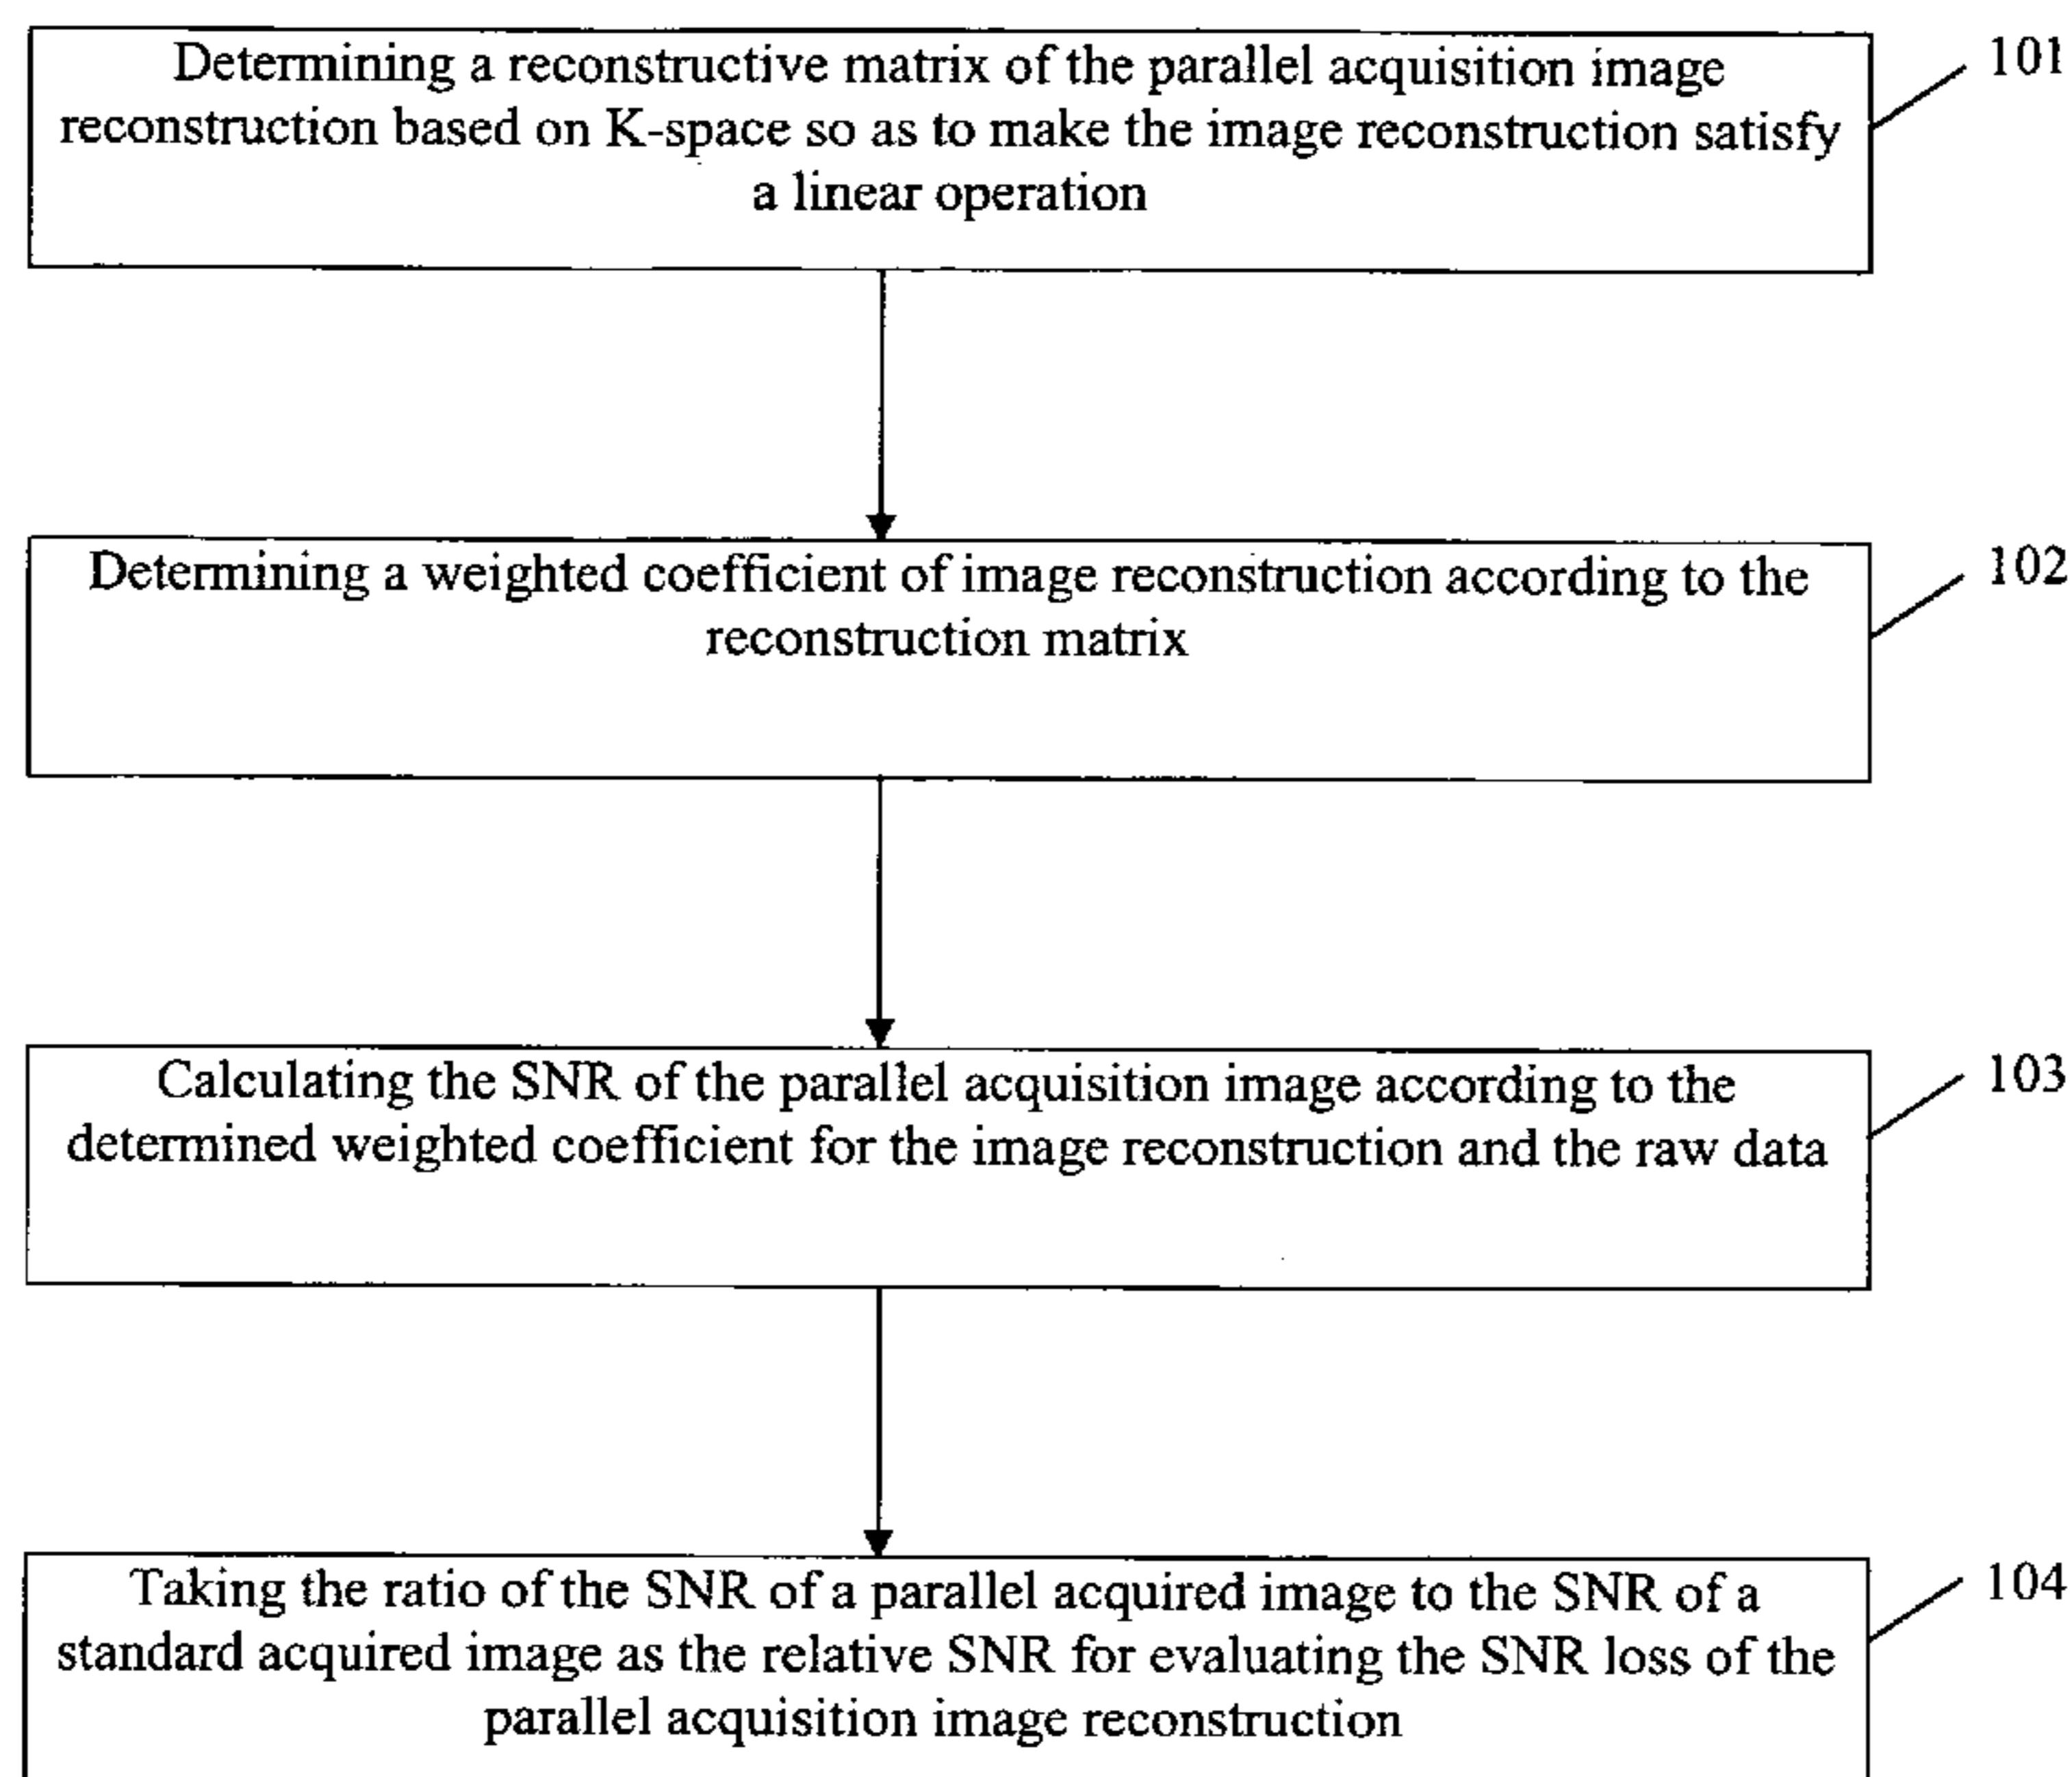 Determining a reconstructive matrix of the parallel acquisition image
reconstruction based on K-space so as to make the image reconstruction satisfy
a linear operation
101
Determining a weighted coefficient of image reconstruction according to the
reconstruction matrix
102
Calculating the SNR of the parallel acquisition image according to the
determined weighted coefficient for the image reconstruction and the raw data
103
Taking the ratio of the SNR of a parallel acquired image to the SNR of a
standard acquired image as the relative SNR for evaluating the SNR loss of the
parallel acquisition image reconstruction
104